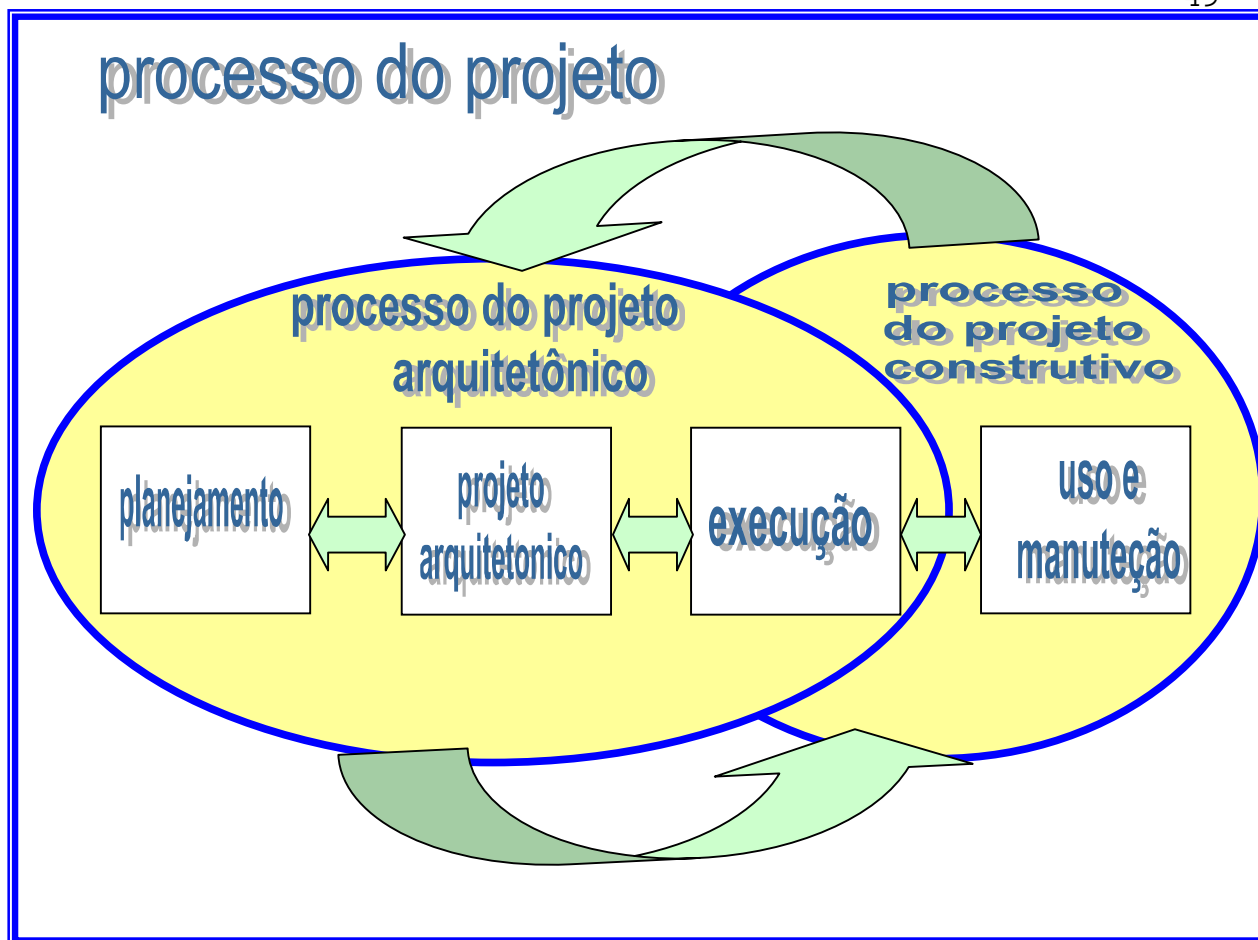 processo do projeto
processo do projeto
arquitetônico
processo
do projeto
construtivo
planejamento
projeto
arquitetonico
execução
uso e
manuteção